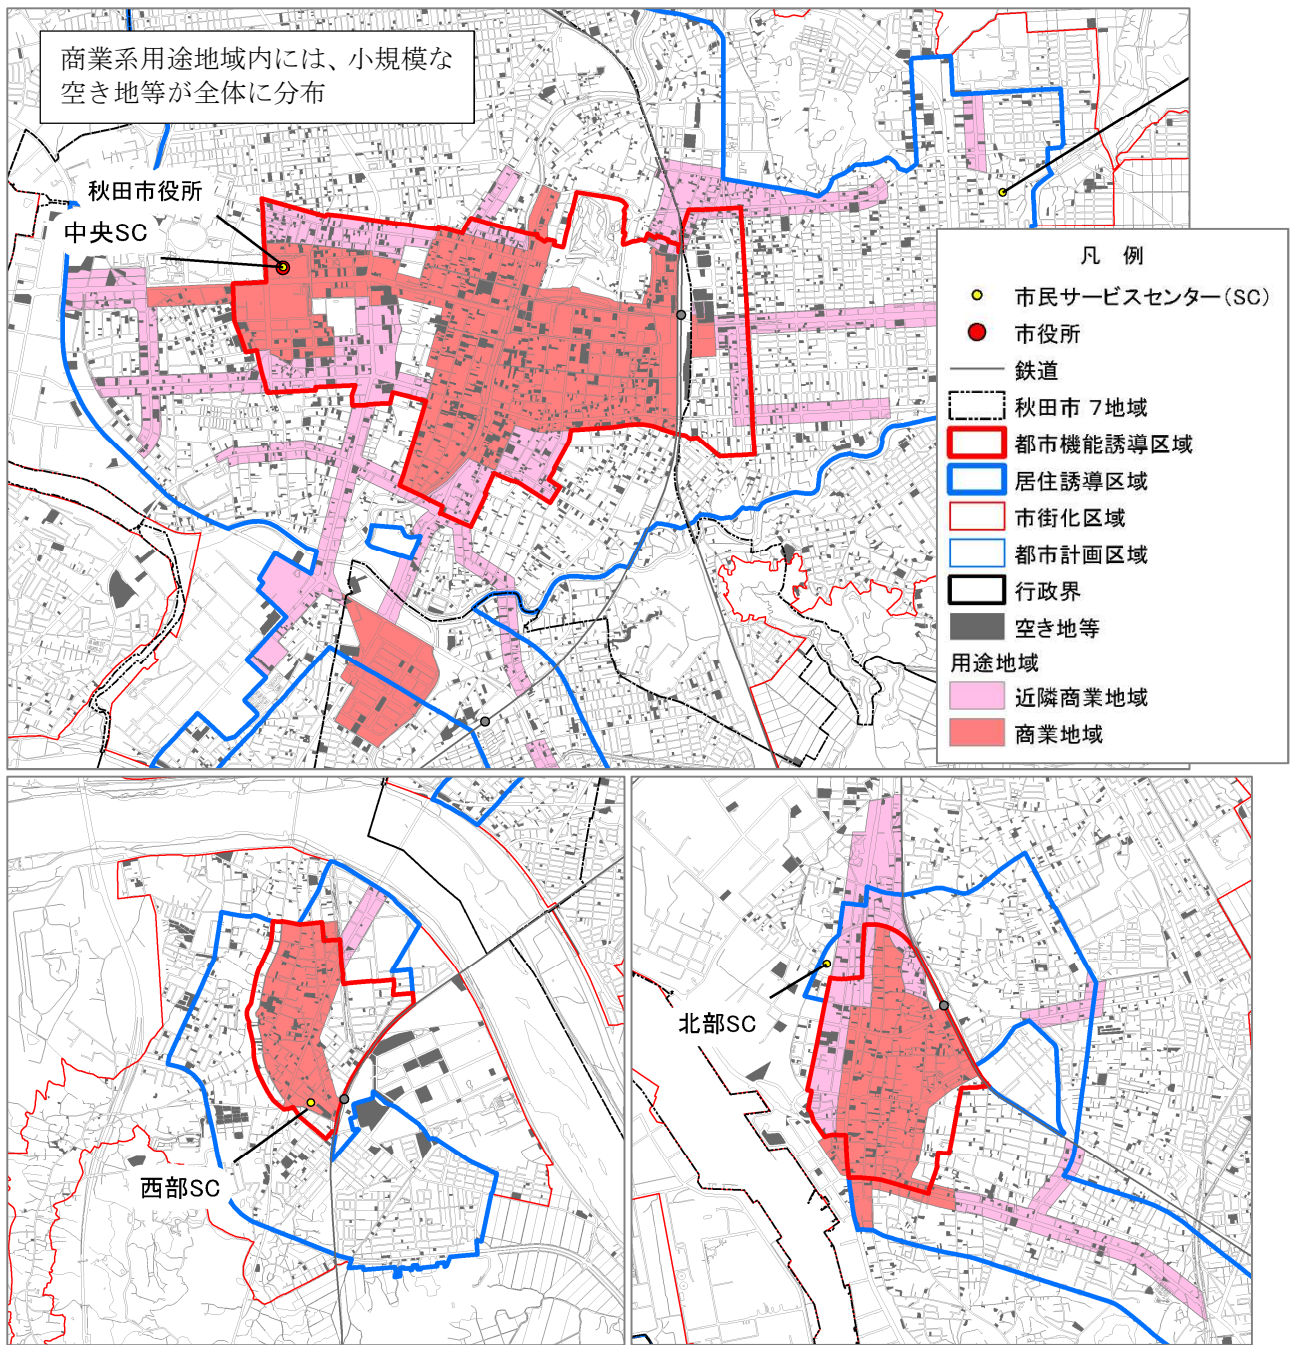 商業系用途地域内には、小規模な
空き地等が全体に分布
秋田市役所
中央SC
凡 例
市民サービスセンター(SC)
市役所
鉄道
秋田市 7地域
都市機能誘導区域
居住誘導区域
市街化区域
都市計画区域
行政界
空き地等
用途地域
近隣商業地域
商業地域
西部SC
北部SC